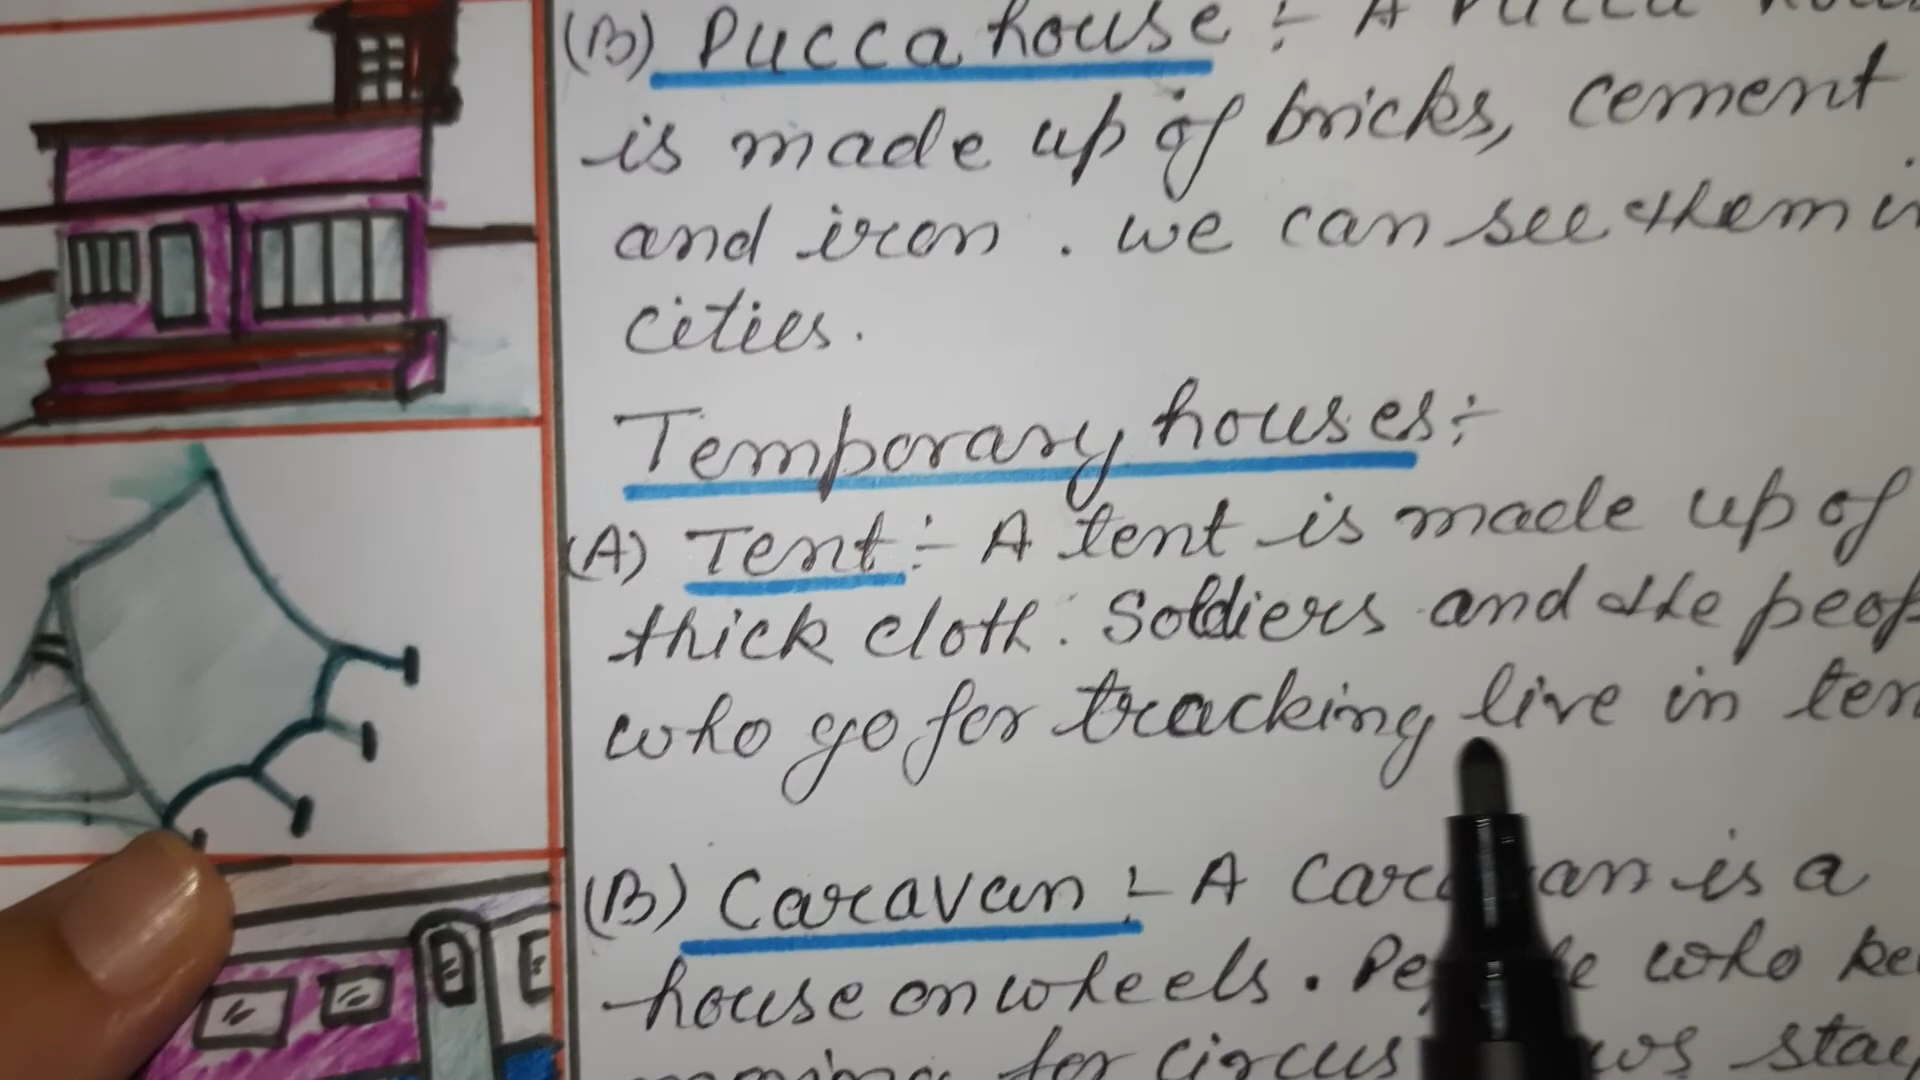 (B) Pucca house :- A Pucca
is made up of bricks, cement
and iron . we can see them
cities.
Temporary houses :-
(A) Tent :- A tent is made up of
thick cloth. Soldiers and the
who go for tracking live in
(B) Caravan :- A is a
house on wheels. who
for circus